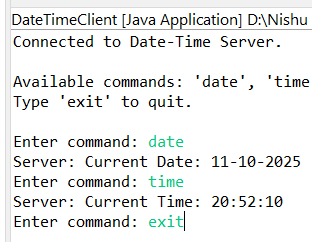 DateTimeClient [Java Application] D:\Nishu
Connected to Date-Time Server.
Available commands: 'date', 'time
Type 'exit' to quit.
Enter command: date
Server: Current Date: 11-10-2025
Enter command: time
Server: Current Time: 20:52:10
Enter command: exit